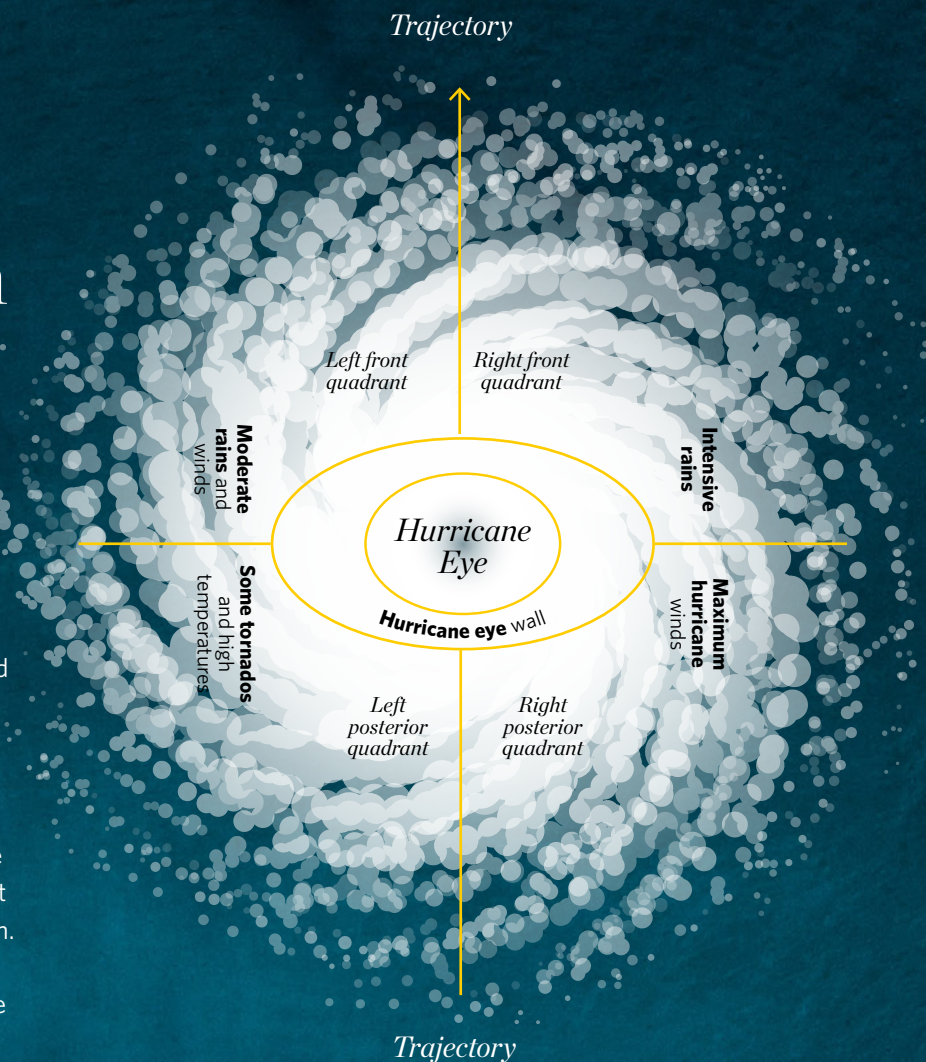 Trajectory
Left front
quadrant
Right front
quadrant
Moderate
rains and
winds
Intensive
rains
Hurricane
Eye
Hurricane eye wall
Some tornados
and high
temperatures
Maximum
hurricane
winds
Left
posterior
quadrant
Right
posterior
quadrant
Trajectory